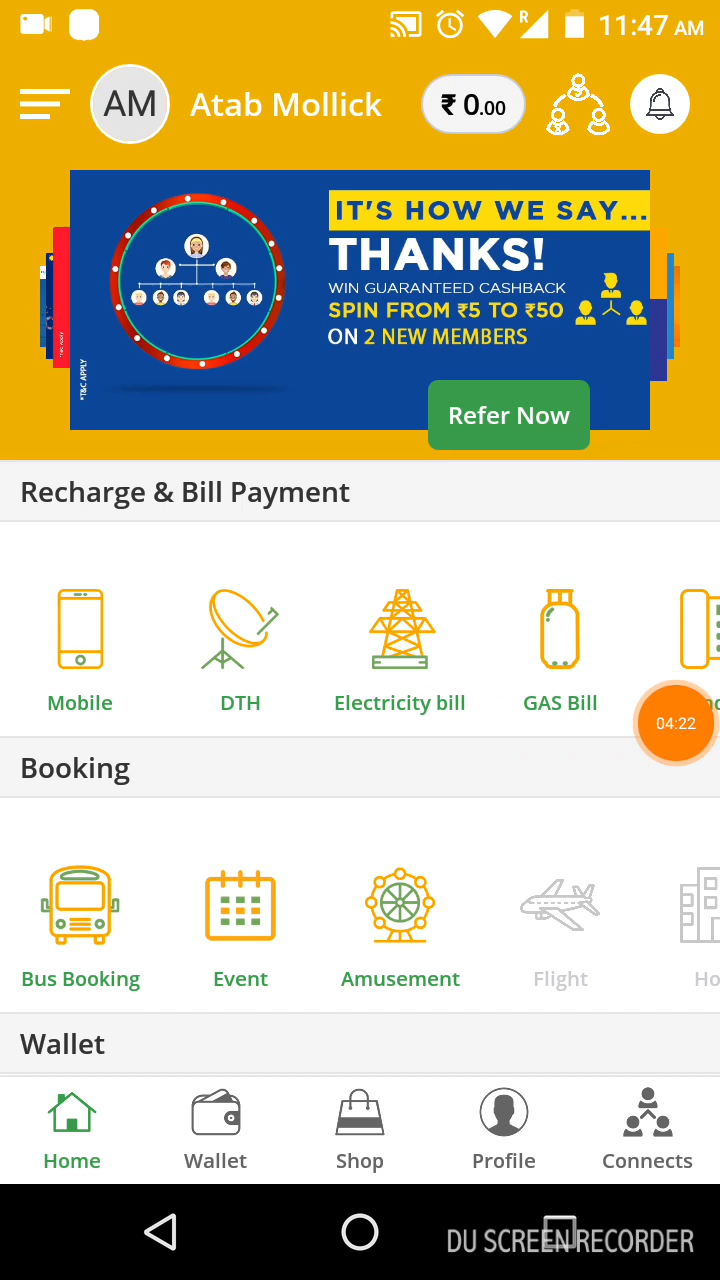 R
11:47 AM
AM
Atab Mollick
₹ 0.00
IT'S HOW WE SAY...
THANKS!
WIN GUARANTEED CASHBACK
SPIN FROM ₹5 TO ₹50
ON 2 NEW MEMBERS
*T&C APPLY
Refer Now
Recharge & Bill Payment
Mobile
DTH
Electricity bill
GAS Bill
04:22
Booking
Bus Booking
Event
Amusement
Flight
Ho
Wallet
Home
Wallet
Shop
Profile
Connects
DU SCREEN RECORDER